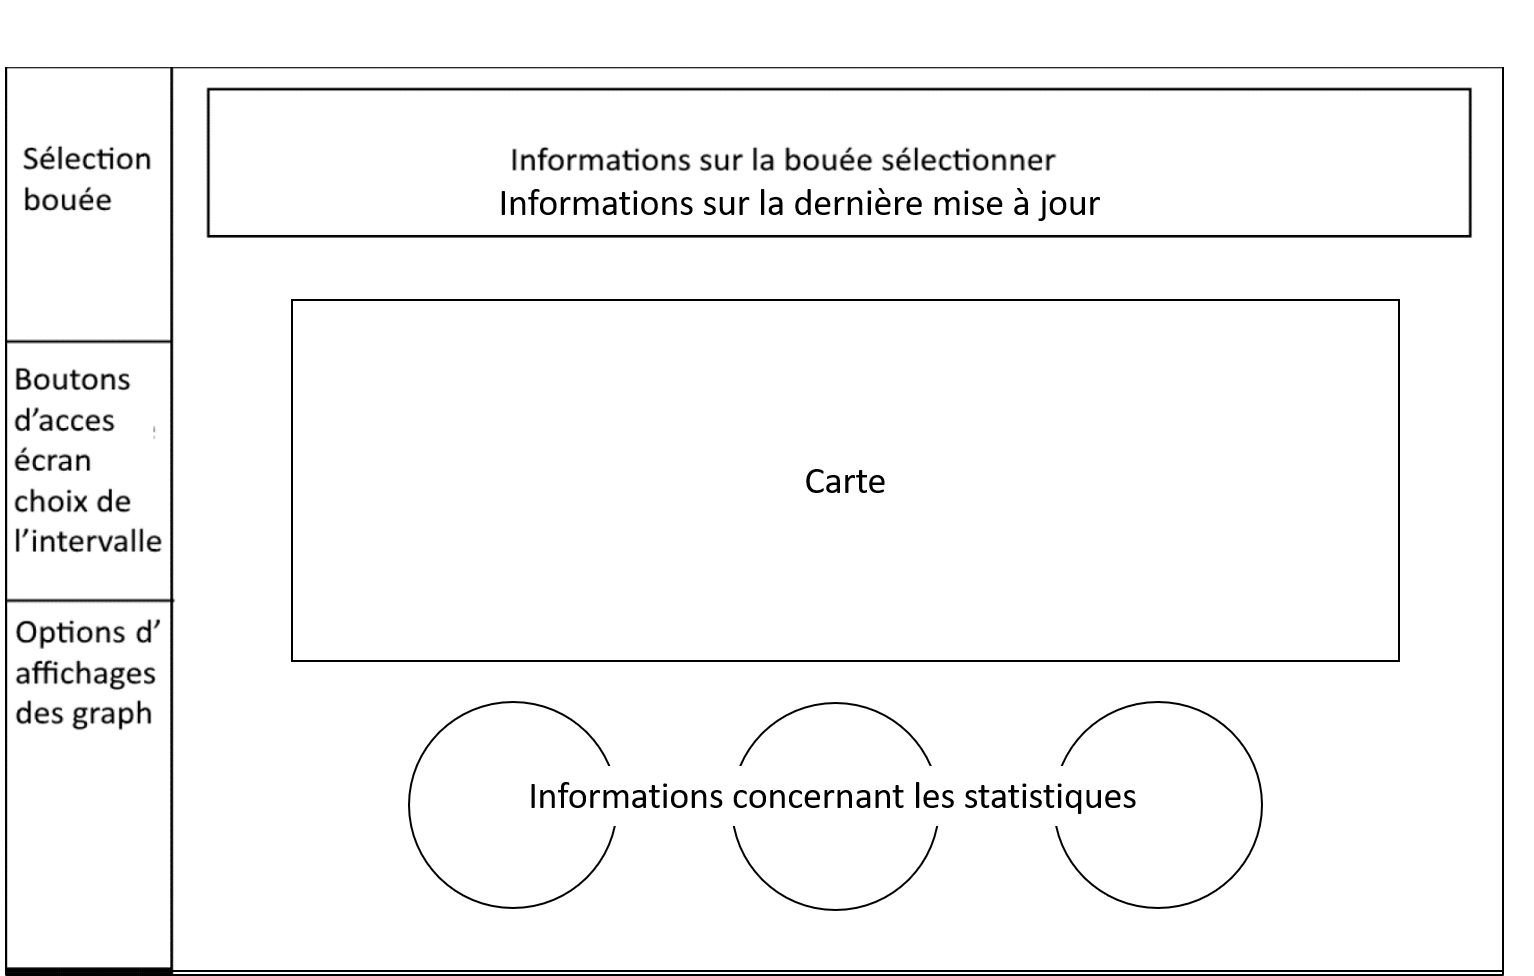 Sélection
bouée
Informations sur la bouée sélectionner
Informations sur la dernière mise à jour
Boutons
d’acces
écran
choix de
l’intervalle
Carte
Options d’
affichages
des graph
Informations concernant les statistiques